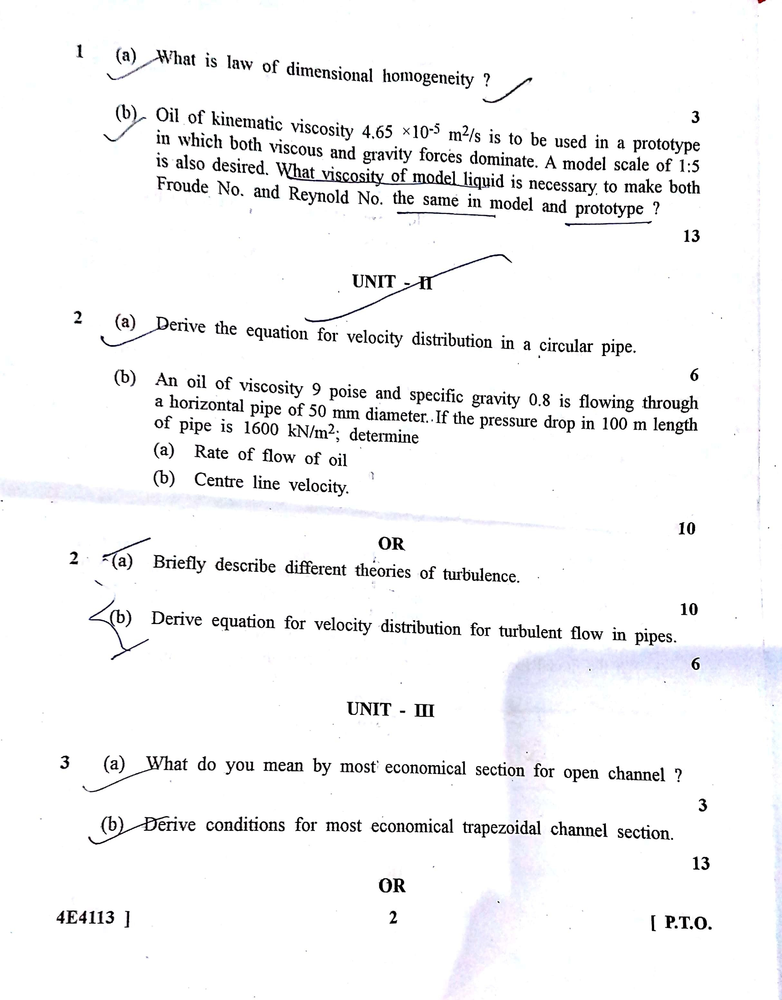 1 (a) What is law of dimensional homogeneity ?
3
(b) Oil of kinematic viscosity 4.65 ×10⁻⁵ m²/s is to be used in a prototype
in which both viscous and gravity forces dominate. A model scale of 1:5
is also desired. What viscosity of model liquid is necessary to make both
Froude No. and Reynold No. the same in model and prototype ?
13
UNIT - II
2 (a) Derive the equation for velocity distribution in a circular pipe.
6
(b) An oil of viscosity 9 poise and specific gravity 0.8 is flowing through
a horizontal pipe of 50 mm diameter. If the pressure drop in 100 m length
of pipe is 1600 kN/m²; determine
(a) Rate of flow of oil
(b) Centre line velocity.
10
OR
2 (a) Briefly describe different theories of turbulence.
10
(b) Derive equation for velocity distribution for turbulent flow in pipes.
6
UNIT - III
3 (a) What do you mean by most economical section for open channel ?
3
(b) Derive conditions for most economical trapezoidal channel section.
13
OR
4E4113 ] 2 [ P.T.O.